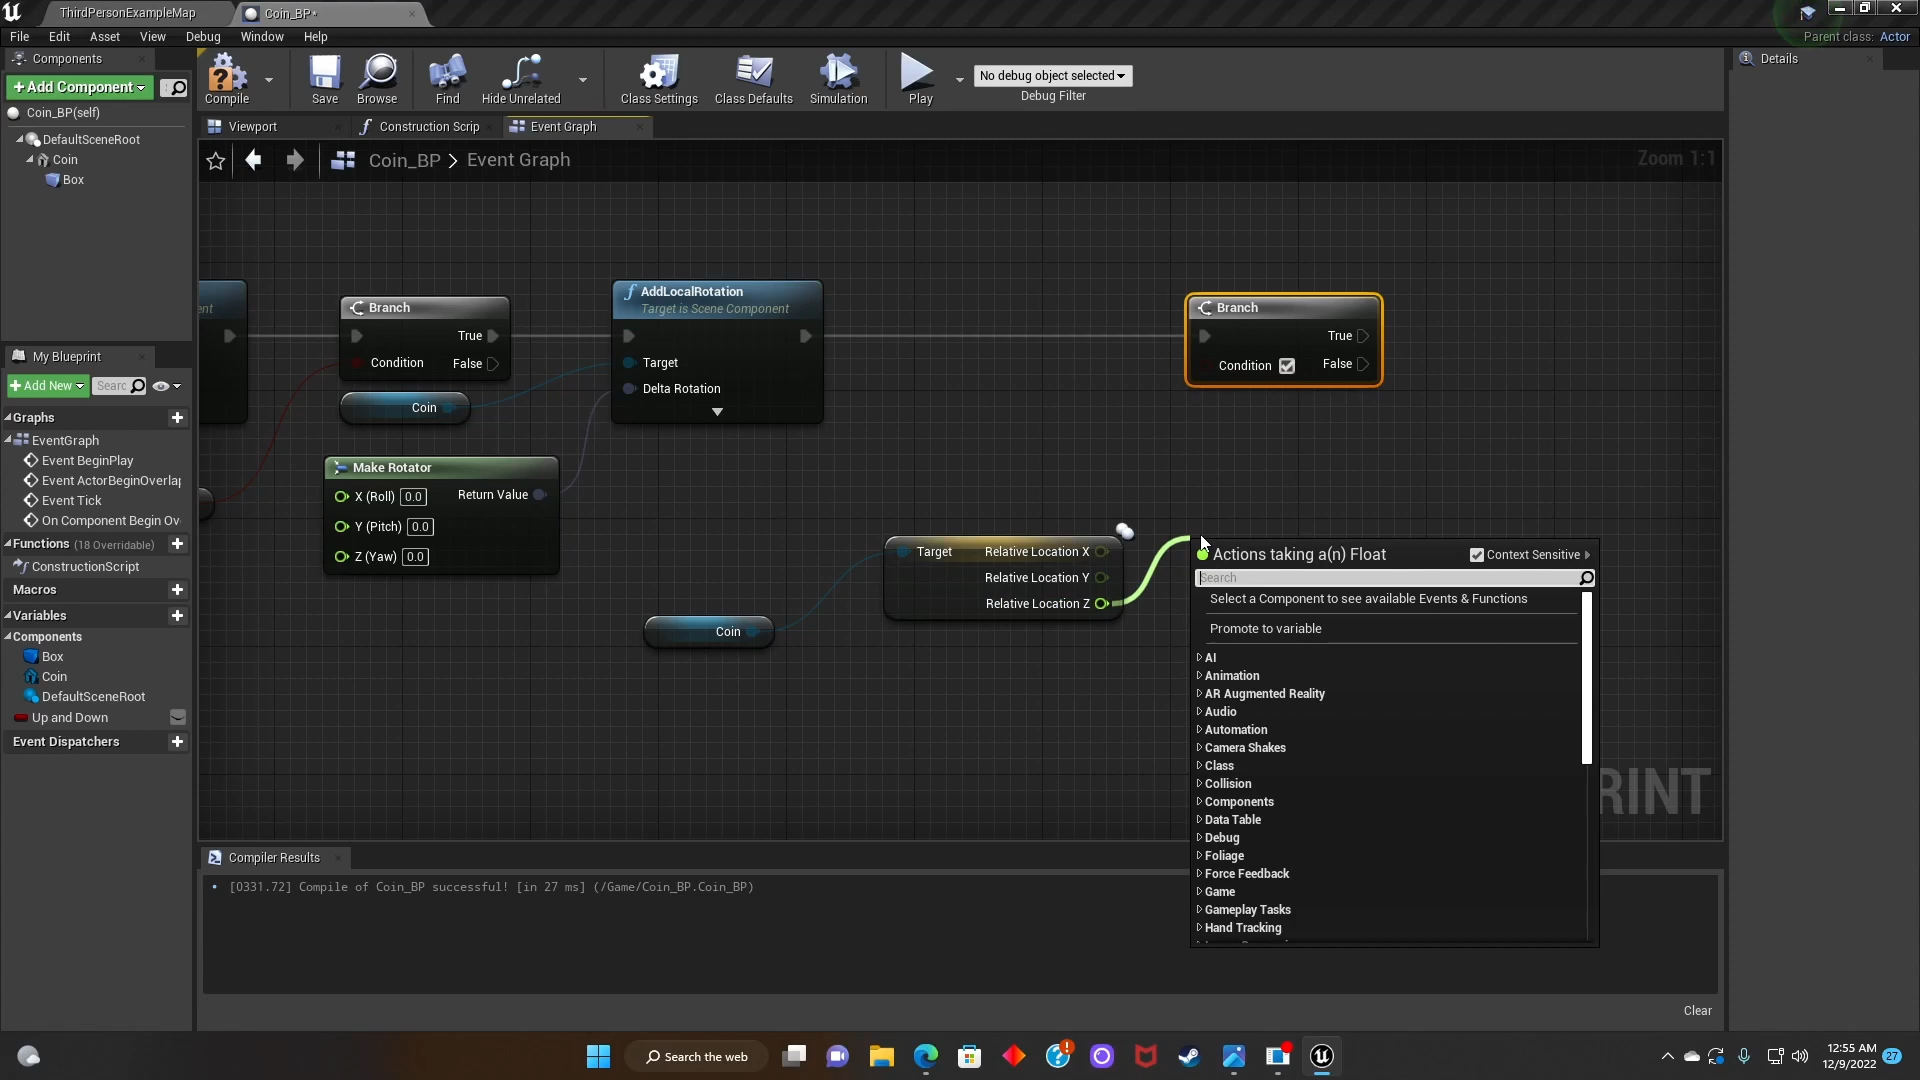 ThirdPersonExampleMap
Coin_BP*
File Edit Asset View Debug Window Help
Parent class: Actor
Components
+ Add Component
Coin_BP(self)
DefaultSceneRoot
Coin
Box
Compile
Save
Browse
Find
Hide Unrelated
Class Settings
Class Defaults
Simulation
Play
No debug object selected
Debug Filter
Details
Viewport
Construction Scrip
Event Graph
Coin_BP > Event Graph
Zoom 1:1
My Blueprint
+ Add New
Searc
Graphs
EventGraph
Event BeginPlay
Event ActorBeginOverlap
Event Tick
On Component Begin Ov
Functions (18 Overridable)
ConstructionScript
Macros
Variables
Components
Box
Coin
DefaultSceneRoot
Up and Down
Event Dispatchers
ent
Branch
True
Condition
False
Coin
AddLocalRotation
Target is Scene Component
Target
Delta Rotation
Make Rotator
X (Roll) 0.0
Return Value
Y (Pitch) 0.0
Z (Yaw) 0.0
Branch
True
Condition
False
Target
Relative Location X
Relative Location Y
Relative Location Z
Coin
Actions taking a(n) Float
Context Sensitive
Search
Select a Component to see available Events & Functions
Promote to variable
AI
Animation
AR Augmented Reality
Audio
Automation
Camera Shakes
Class
Collision
Components
Data Table
Debug
Foliage
Force Feedback
Game
Gameplay Tasks
Hand Tracking
RINT
Compiler Results
[0331.72] Compile of Coin_BP successful! [in 27 ms] (/Game/Coin_BP.Coin_BP)
Clear
Search the web
12:55 AM
12/9/2022
27